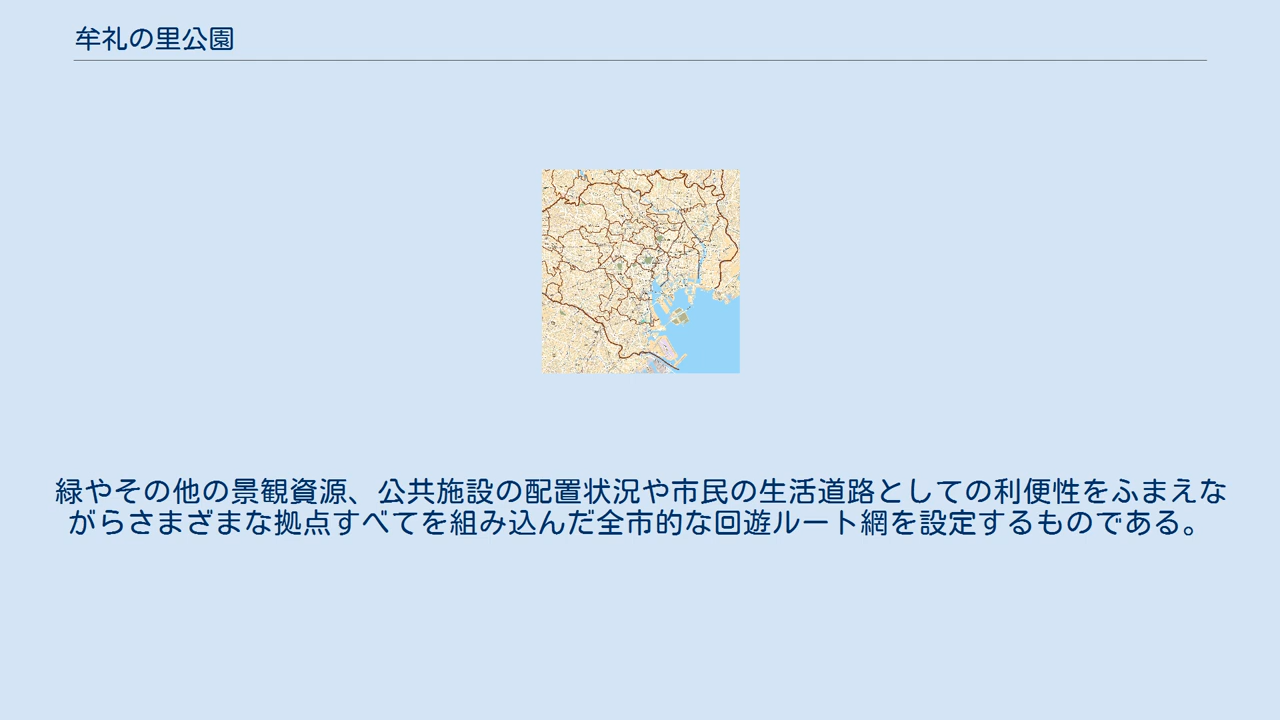 牟礼の里公園
緑やその他の景観資源、公共施設の配置状況や市民の生活道路としての利便性をふまえな
がらさまざまな拠点すべてを組み込んだ全市的な回遊ルート網を設定するものである。